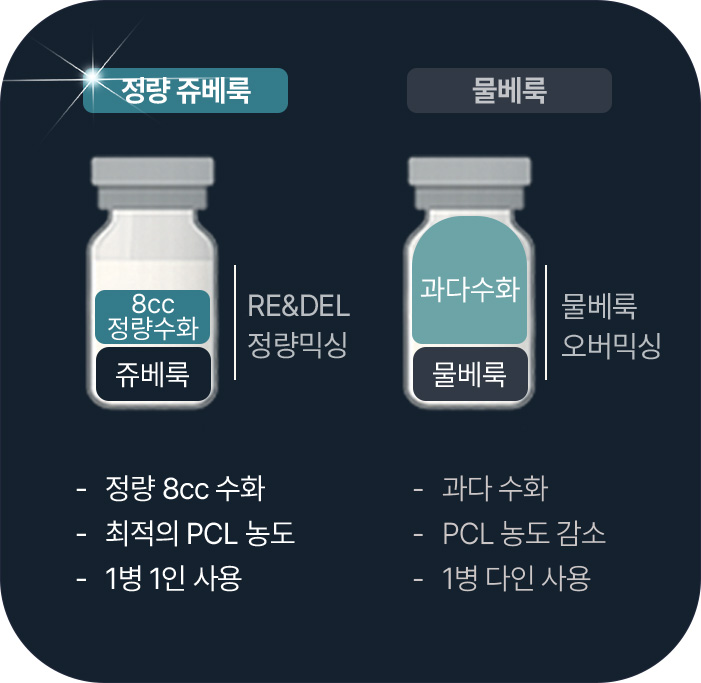 정량 쥬베룩
물베룩
8cc
정량수화
쥬베룩
RE&DEL
정량믹싱
과다수화
물베룩
물베룩
오버믹싱
- 정량 8cc 수화
- 최적의 PCL 농도
- 1병 1인 사용
- 과다 수화
- PCL 농도 감소
- 1병 다인 사용